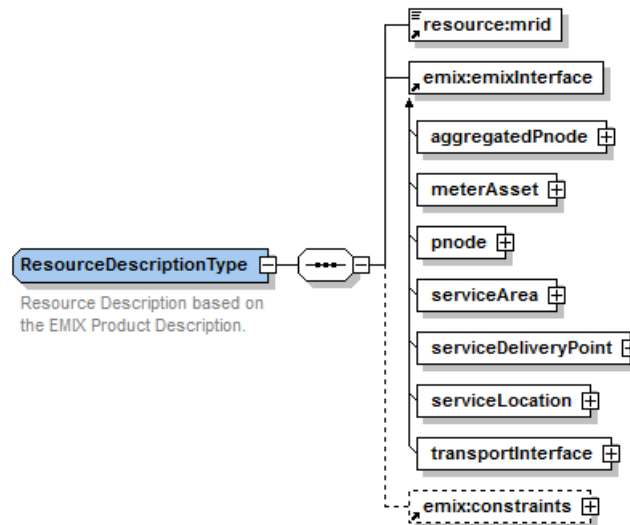 resource:mrid
emix:emixInterface
aggregatedPnode
meterAsset
pnode
serviceArea
ResourceDescriptionType
Resource Description based on
the EMIX Product Description.
serviceDeliveryPoint
serviceLocation
transportInterface
emix:constraints